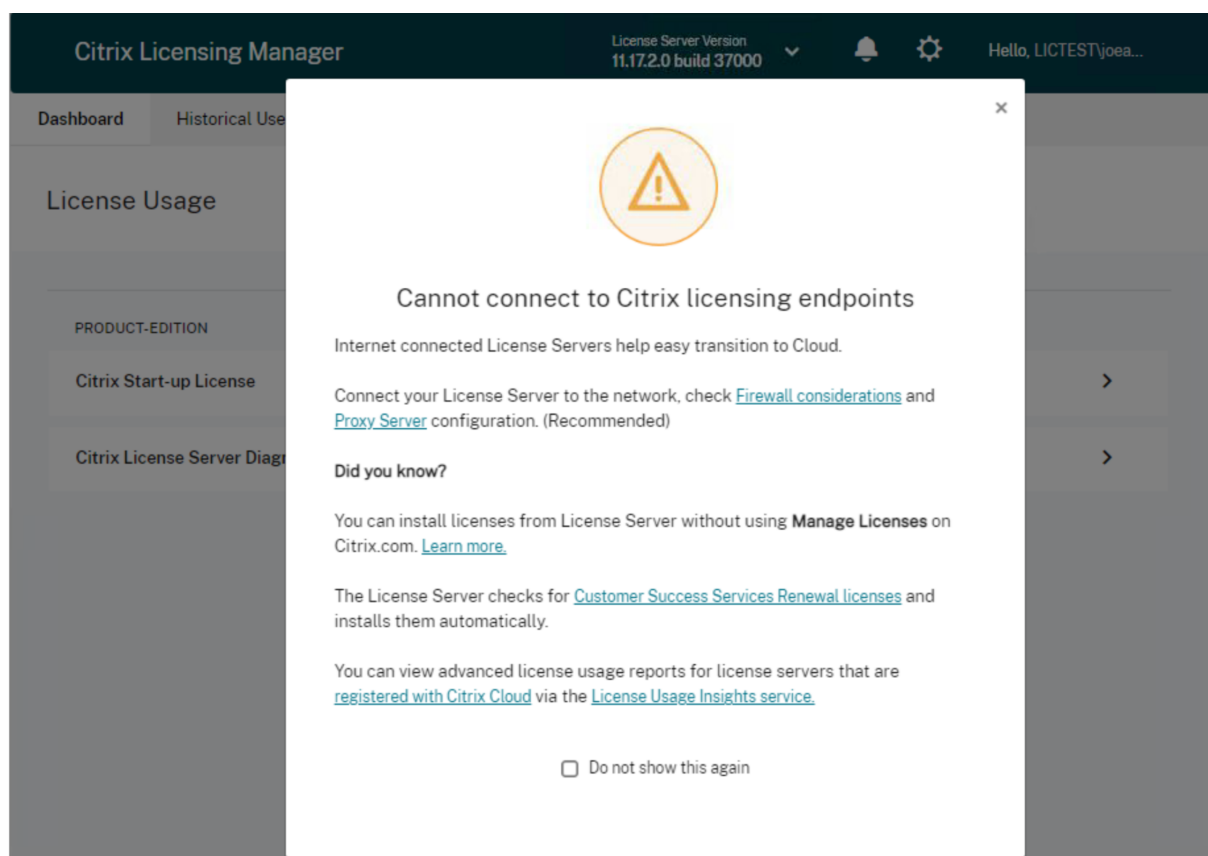 Citrix Licensing Manager
License Server Version
11.17.2.0 build 37000
Hello, LICTEST\joea...
Dashboard
Historical Use
×
License Usage
Cannot connect to Citrix licensing endpoints
PRODUCT-EDITION
Internet connected License Servers help easy transition to Cloud.
Citrix Start-up License
Connect your License Server to the network, check Firewall considerations and
Proxy Server configuration. (Recommended)
Citrix License Server Diagn
Did you know?
You can install licenses from License Server without using Manage Licenses on
Citrix.com. Learn more.
The License Server checks for Customer Success Services Renewal licenses and
installs them automatically.
You can view advanced license usage reports for license servers that are
registered with Citrix Cloud via the License Usage Insights service.
Do not show this again